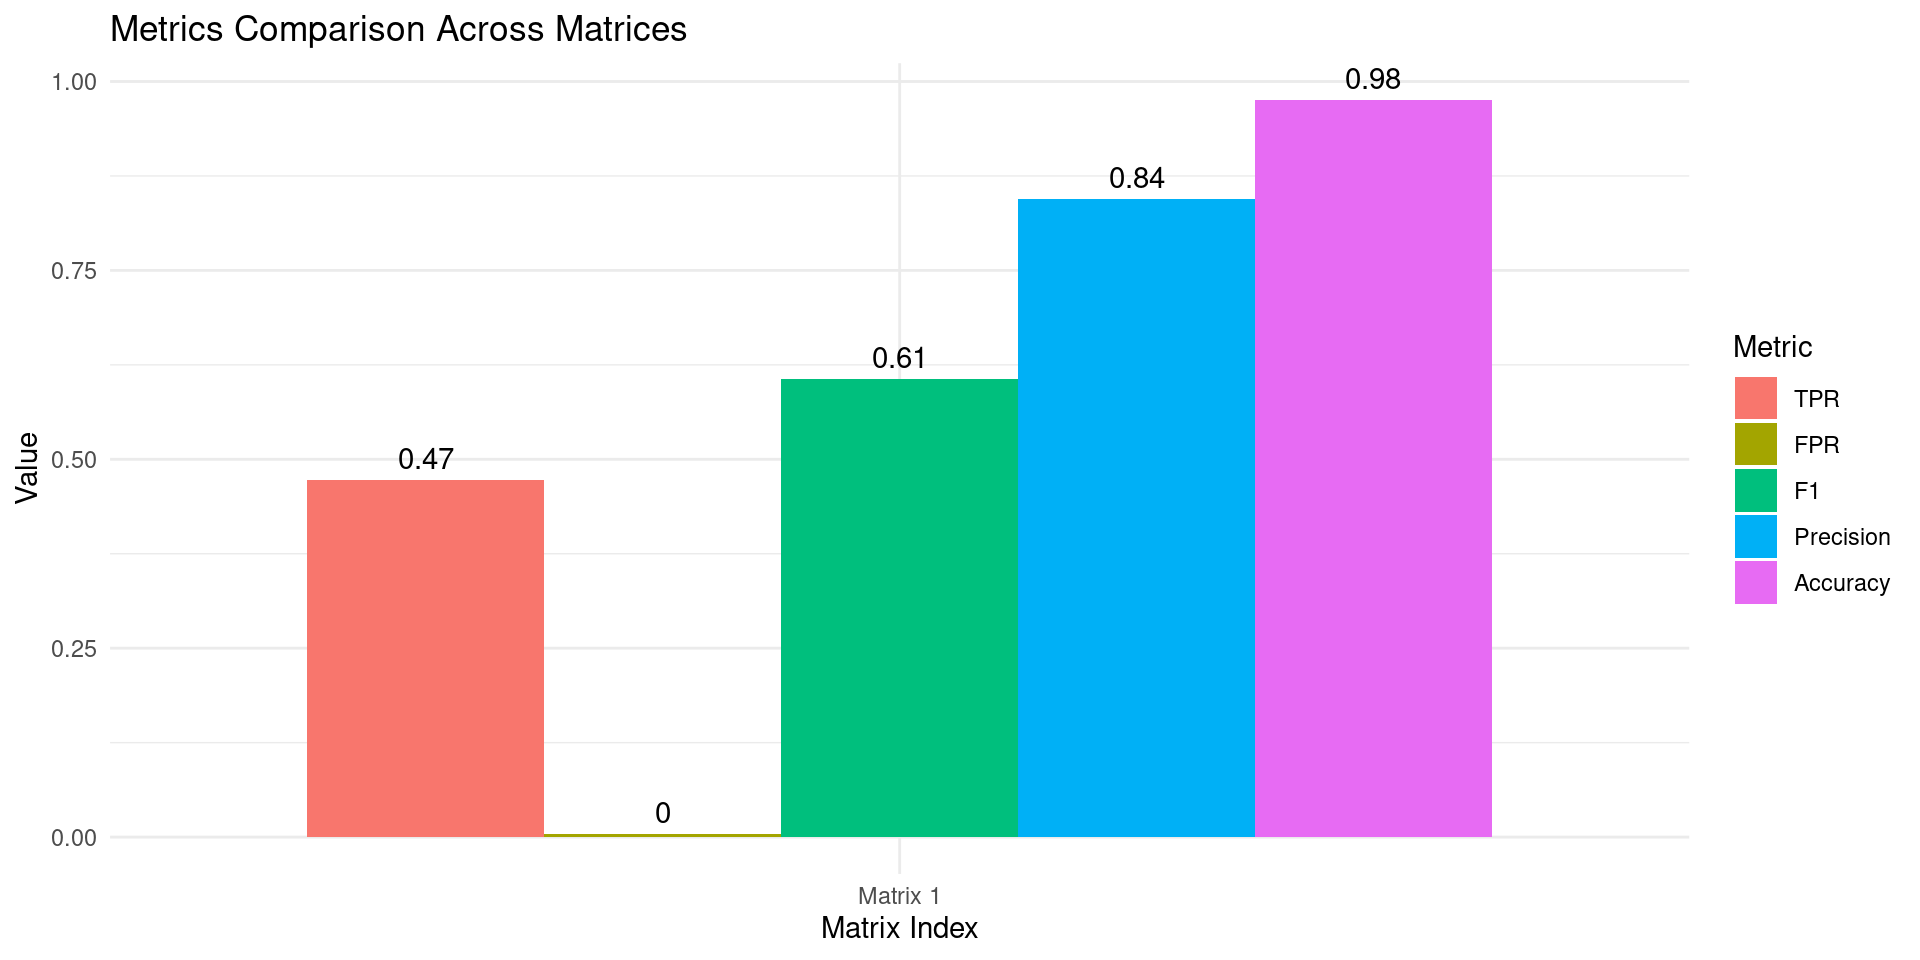 Metrics Comparison Across Matrices
1.00
0.75
0.50
0.25
0.00
Value
0.47
0
0.61
0.84
0.98
Matrix 1
Matrix Index
Metric
TPR
FPR
F1
Precision
Accuracy